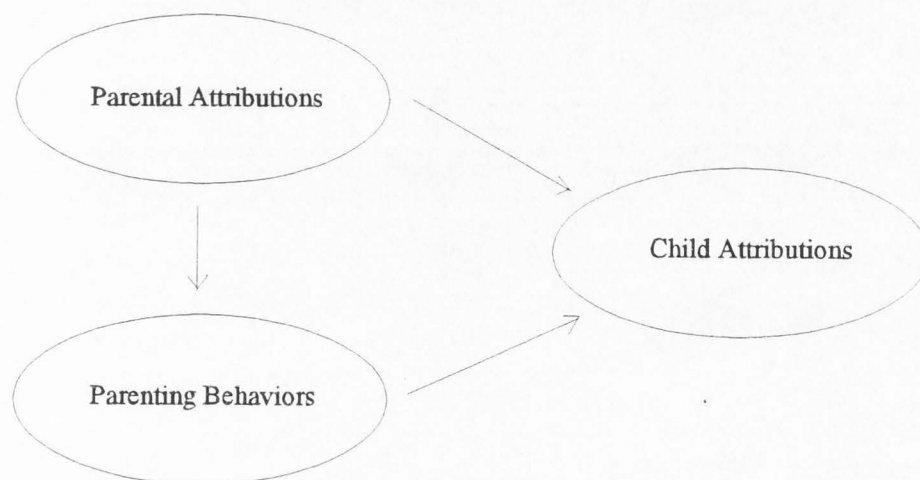 Parental Attributions
Child Attributions
Parenting Behaviors